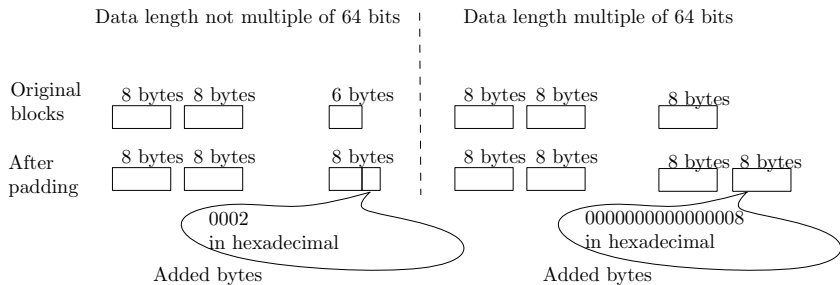 Data length not multiple of 64 bits
Data length multiple of 64 bits
Original
blocks
8 bytes 8 bytes 6 bytes
8 bytes 8 bytes 8 bytes
After
padding
8 bytes 8 bytes 8 bytes
8 bytes 8 bytes 8 bytes 8 bytes
0002
in hexadecimal
0000000000000008
in hexadecimal
Added bytes
Added bytes